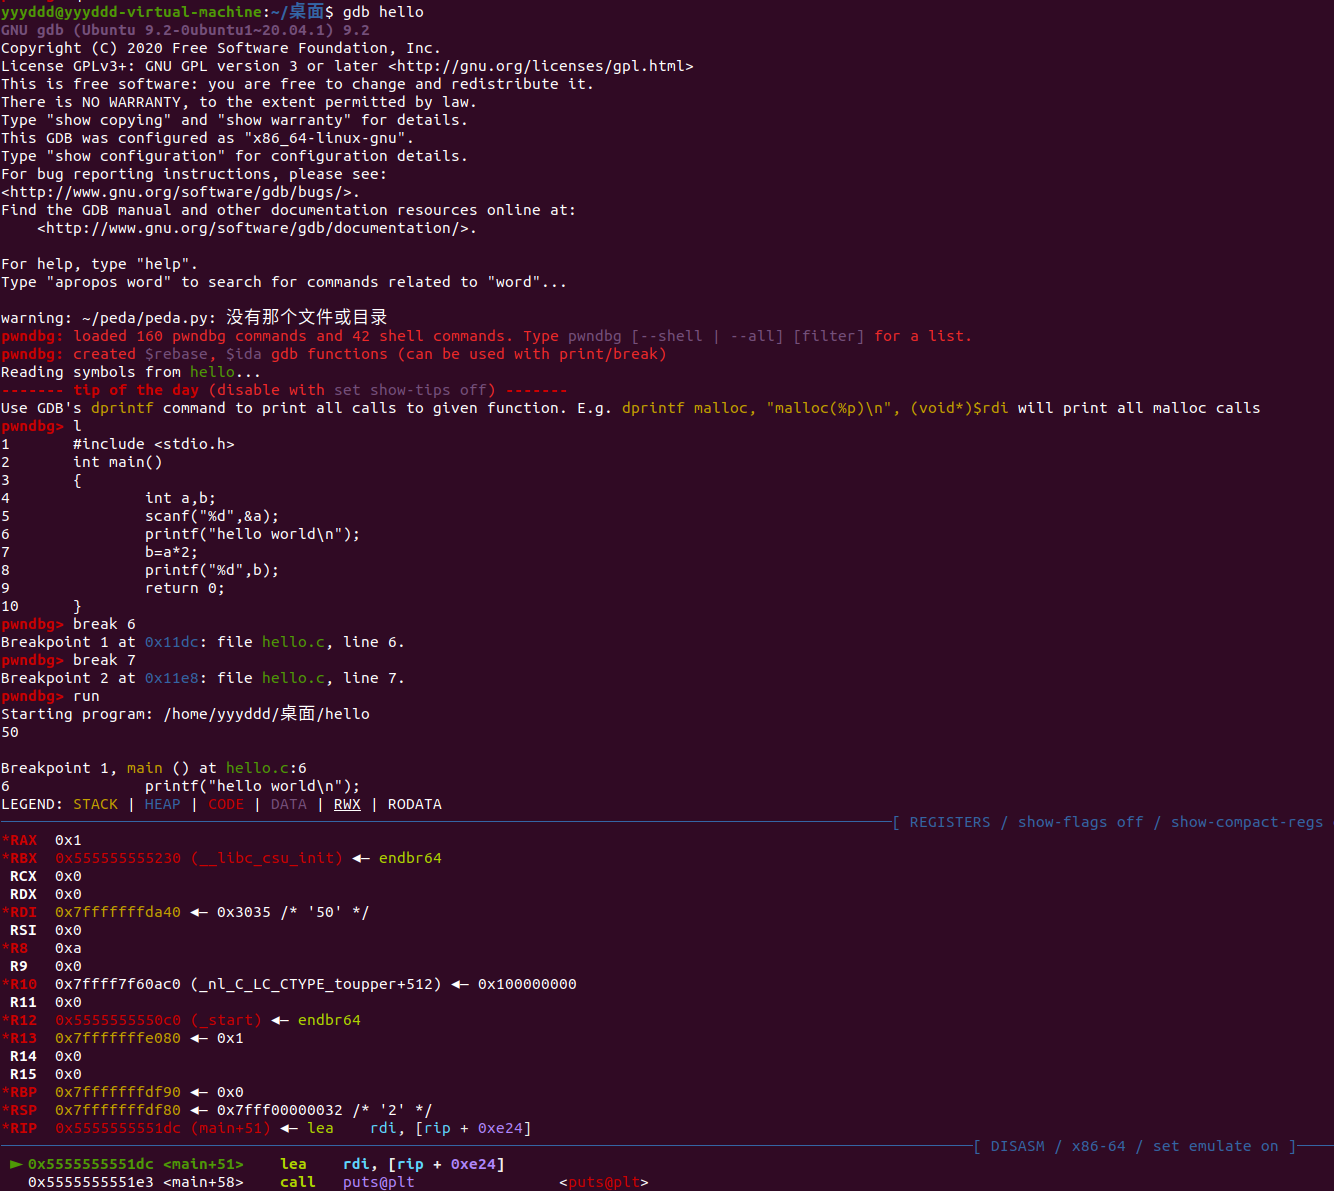 yyyddd@yyyddd-virtual-machine:~/桌面$ gdb hello
GNU gdb (Ubuntu 9.2-0ubuntu1~20.04.1) 9.2
Copyright (C) 2020 Free Software Foundation, Inc.
License GPLv3+: GNU GPL version 3 or later <http://gnu.org/licenses/gpl.html>
This is free software: you are free to change and redistribute it.
There is NO WARRANTY, to the extent permitted by law.
Type "show copying" and "show warranty" for details.
This GDB was configured as "x86_64-linux-gnu".
Type "show configuration" for configuration details.
For bug reporting instructions, please see:
<http://www.gnu.org/software/gdb/bugs/>.
Find the GDB manual and other documentation resources online at:
    <http://www.gnu.org/software/gdb/documentation/>.

For help, type "help".
Type "apropos word" to search for commands related to "word"...

warning: ~/peda/peda.py: 没有那个文件或目录
pwndbg: loaded 160 pwndbg commands and 42 shell commands. Type pwndbg [--shell | --all] [filter] for a list.
pwndbg: created $rebase, $ida gdb functions (can be used with print/break)
Reading symbols from hello...
------- tip of the day (disable with set show-tips off) -------
Use GDB's dprintf command to print all calls to given function. E.g. dprintf malloc, "malloc(%p)\n", (void*)$rdi will print all malloc calls
pwndbg> l
1       #include <stdio.h>
2       int main()
3       {
4               int a,b;
5               scanf("%d",&a);
6               printf("hello world\n");
7               b=a*2;
8               printf("%d",b);
9               return 0;
10      }
pwndbg> break 6
Breakpoint 1 at 0x11dc: file hello.c, line 6.
pwndbg> break 7
Breakpoint 2 at 0x11e8: file hello.c, line 7.
pwndbg> run
Starting program: /home/yyyddd/桌面/hello
50

Breakpoint 1, main () at hello.c:6
6               printf("hello world\n");
LEGEND: STACK | HEAP | CODE | DATA | RWX | RODATA
[ REGISTERS / show-flags off / show-compact-regs
*RAX  0x1
*RBX  0x555555555230 (__libc_csu_init) ◄— endbr64
 RCX  0x0
 RDX  0x0
*RDI  0x7fffffffda40 ◄— 0x3035 /* '50' */
 RSI  0x0
*R8   0xa
 R9   0x0
*R10  0x7ffff7f60ac0 (_nl_C_LC_CTYPE_toupper+512) ◄— 0x100000000
 R11  0x0
*R12  0x5555555550c0 (_start) ◄— endbr64
*R13  0x7fffffffe080 ◄— 0x1
 R14  0x0
 R15  0x0
*RBP  0x7fffffffdf90 ◄— 0x0
*RSP  0x7fffffffdf80 ◄— 0x7fff00000032 /* '2' */
*RIP  0x5555555551dc (main+51) ◄— lea    rdi, [rip + 0xe24]
[ DISASM / x86-64 / set emulate on ]
 ► 0x5555555551dc <main+51>    lea    rdi, [rip + 0xe24]
   0x5555555551e3 <main+58>    call   puts@plt                <puts@plt>